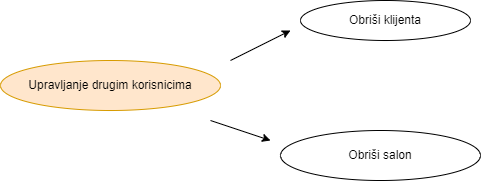 Obriši klijenta
Upravljanje drugim korisnicima
Obriši salon